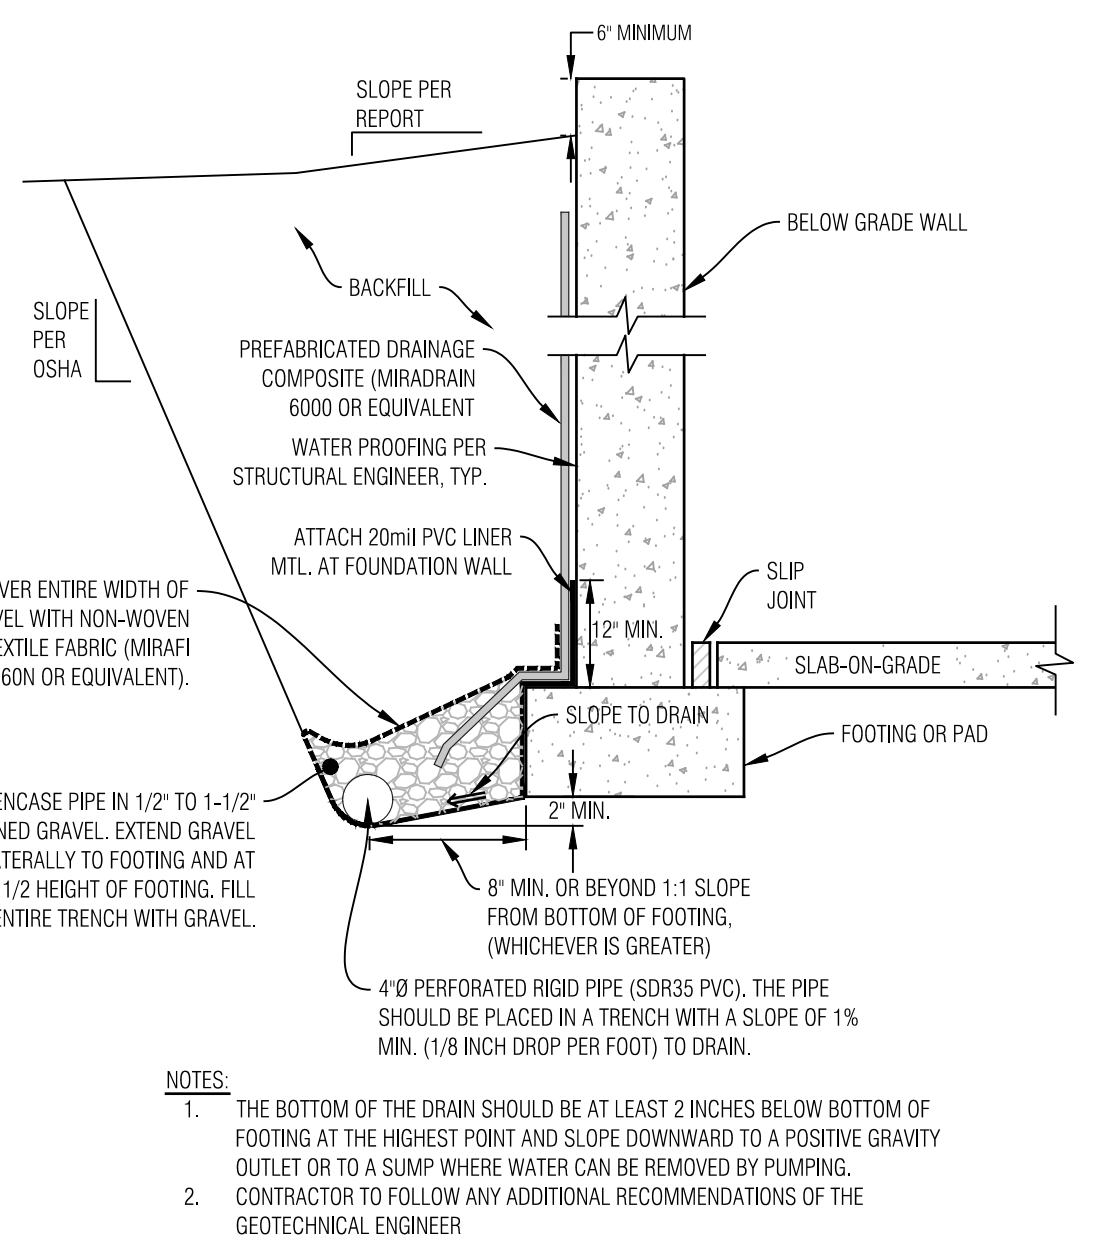 6" MINIMUM
SLOPE PER
REPORT
BELOW GRADE WALL
BACKFILL
SLOPE
PER
OSHA
PREFABRICATED DRAINAGE
COMPOSITE (MIRADRAIN
6000 OR EQUIVALENT
WATER PROOFING PER
STRUCTURAL ENGINEER, TYP.
ATTACH 20mil PVC LINER
MTL. AT FOUNDATION WALL
SLIP
JOINT
VER ENTIRE WIDTH OF
VEL WITH NON-WOVEN
EXTILE FABRIC (MIRAFI
60N OR EQUIVALENT).
12" MIN.
SLAB-ON-GRADE
SLOPE TO DRAIN
FOOTING OR PAD
ENCASE PIPE IN 1/2" TO 1-1/2"
NED GRAVEL. EXTEND GRAVEL
ATERALLY TO FOOTING AND AT
1/2 HEIGHT OF FOOTING. FILL
ENTIRE TRENCH WITH GRAVEL.
2" MIN.
8" MIN. OR BEYOND 1:1 SLOPE
FROM BOTTOM OF FOOTING,
(WHICHEVER IS GREATER)
4"Ø PERFORATED RIGID PIPE (SDR35 PVC). THE PIPE
SHOULD BE PLACED IN A TRENCH WITH A SLOPE OF 1%
MIN. (1/8 INCH DROP PER FOOT) TO DRAIN.
NOTES:
1. THE BOTTOM OF THE DRAIN SHOULD BE AT LEAST 2 INCHES BELOW BOTTOM OF
FOOTING AT THE HIGHEST POINT AND SLOPE DOWNWARD TO A POSITIVE GRAVITY
OUTLET OR TO A SUMP WHERE WATER CAN BE REMOVED BY PUMPING.
2. CONTRACTOR TO FOLLOW ANY ADDITIONAL RECOMMENDATIONS OF THE
GEOTECHNICAL ENGINEER